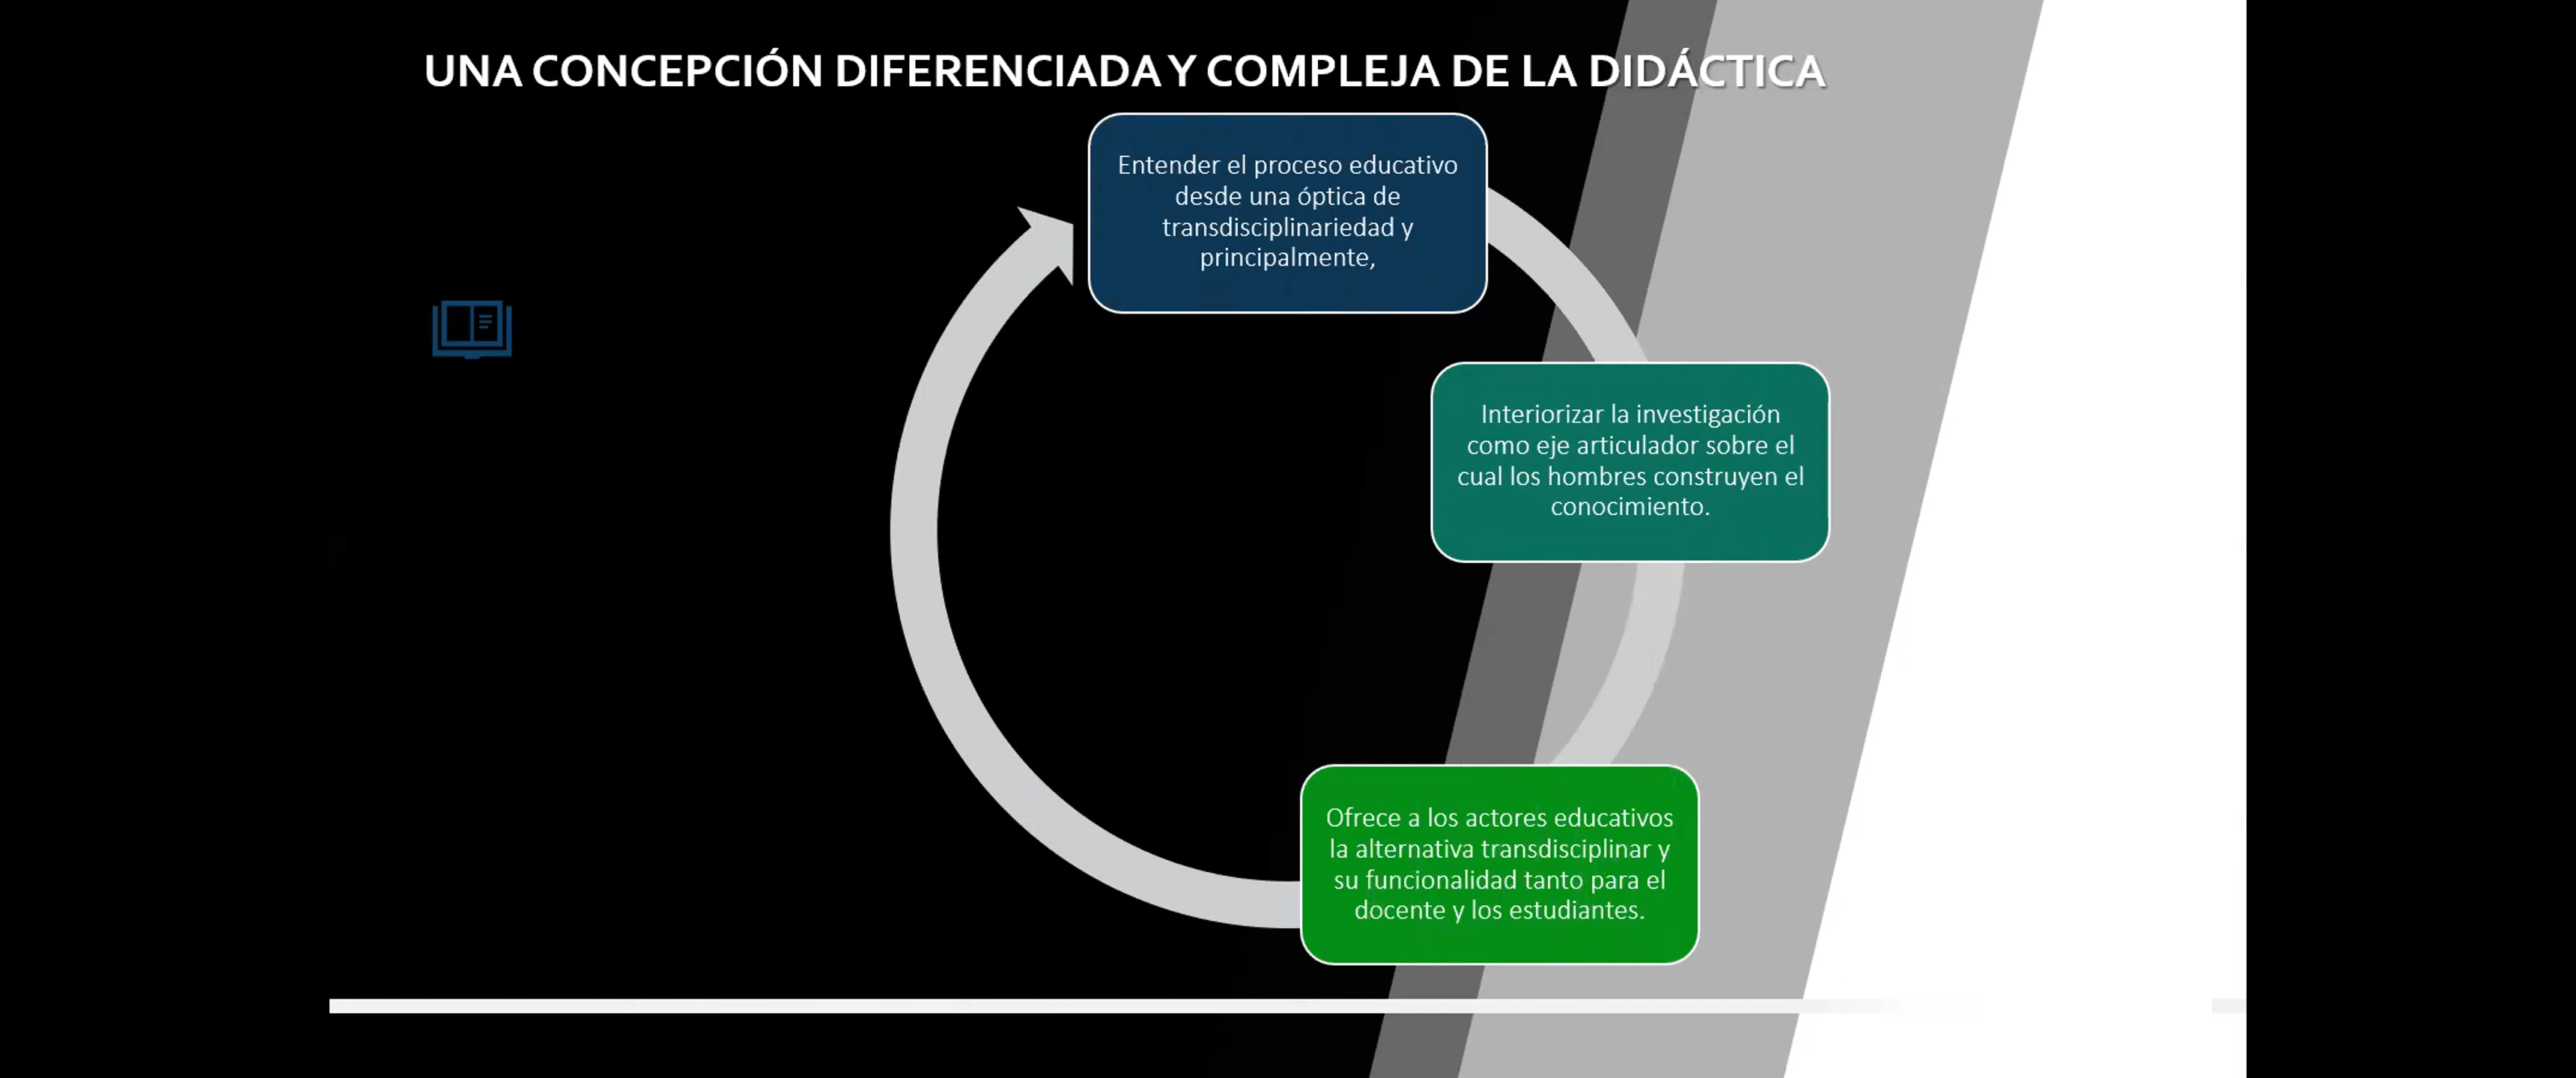 UNA CONCEPCIÓN DIFERENCIADA Y COMPLEJA DE LA DIDÁCTICA
Entender el proceso educativo
desde una óptica de
transdisciplinariedad y
principalmente,
Interiorizar la investigación
como eje articulador sobre el
cual los hombres construyen el
conocimiento.
Ofrece a los actores educativos
la alternativa transdisciplinar y
su funcionalidad tanto para el
docente y los estudiantes.